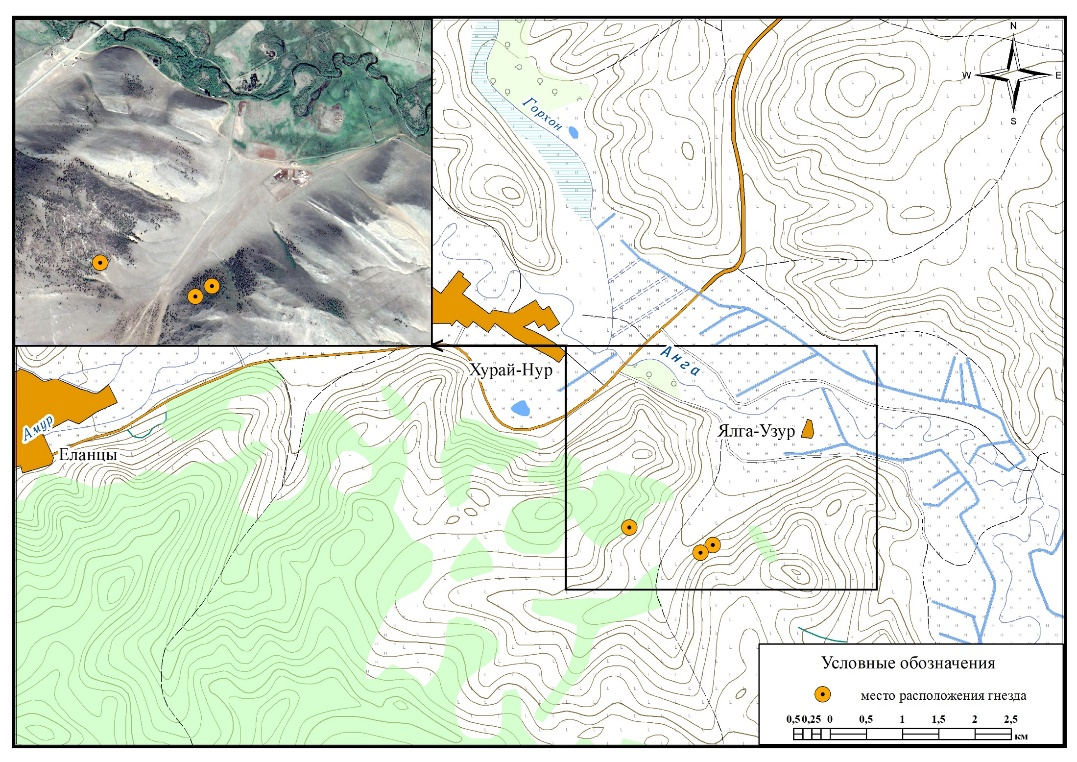 N
W E
S
Горхон
Анга
Хурай-Нур
Ялга-Узур
Амур
Еланцы
Условные обозначения
место расположения гнезда
0,5 0,25 0 0,5 1 1,5 2 2,5
км